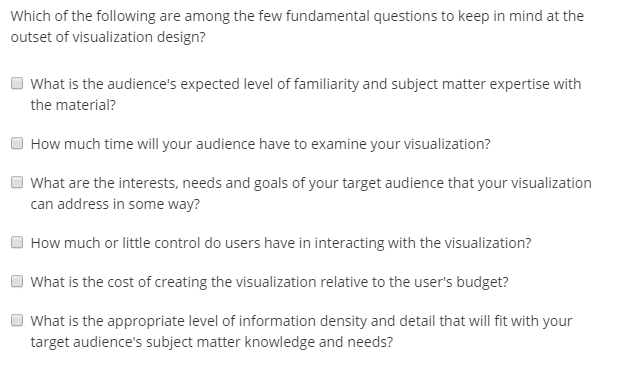 Which of the following are among the few fundamental questions to keep in mind at the
outset of visualization design?
What is the audience's expected level of familiarity and subject matter expertise with
the material?
How much time will your audience have to examine your visualization?
What are the interests, needs and goals of your target audience that your visualization
can address in some way?
How much or little control do users have in interacting with the visualization?
What is the cost of creating the visualization relative to the user's budget?
What is the appropriate level of information density and detail that will fit with your
target audience's subject matter knowledge and needs?